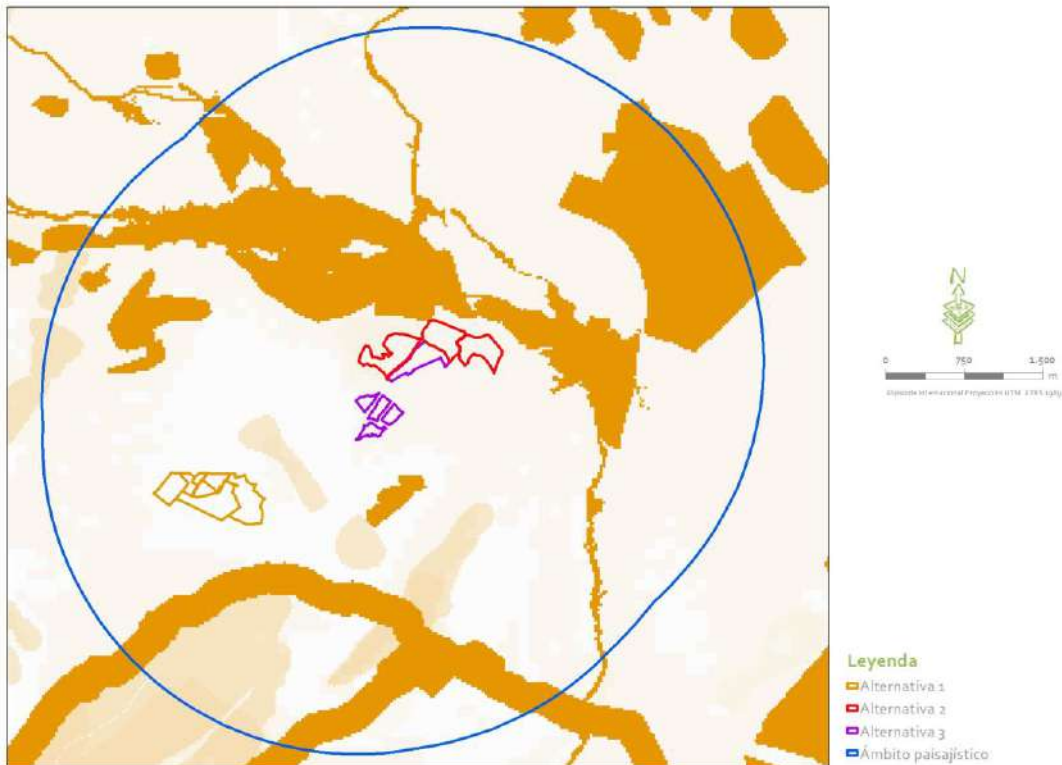 N
0 750 1.500
m
Leyenda
Alternativa 1
Alternativa 2
Alternativa 3
Ámbito paisajístico